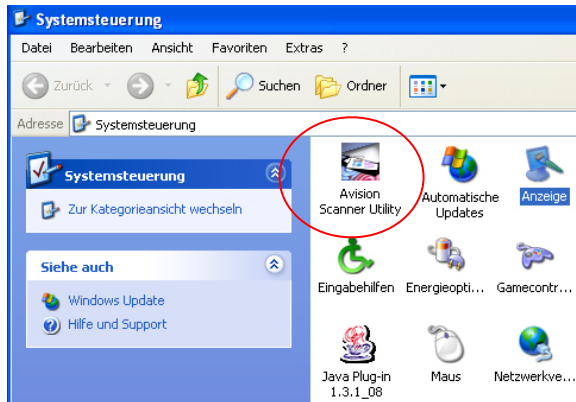 Systemsteuerung
Datei Bearbeiten Ansicht Favoriten Extras ?
Zurück Suchen Ordner
Adresse Systemsteuerung
Systemsteuerung
Zur Kategorieansicht wechseln
Siehe auch
Windows Update
Hilfe und Support
Avision
Scanner Utility
Automatische
Updates
Anzeige
Eingabehilfen Energieopti... Gamecontr...
Java Plug-in
1.3.1_08
Maus
Netzwerkve...